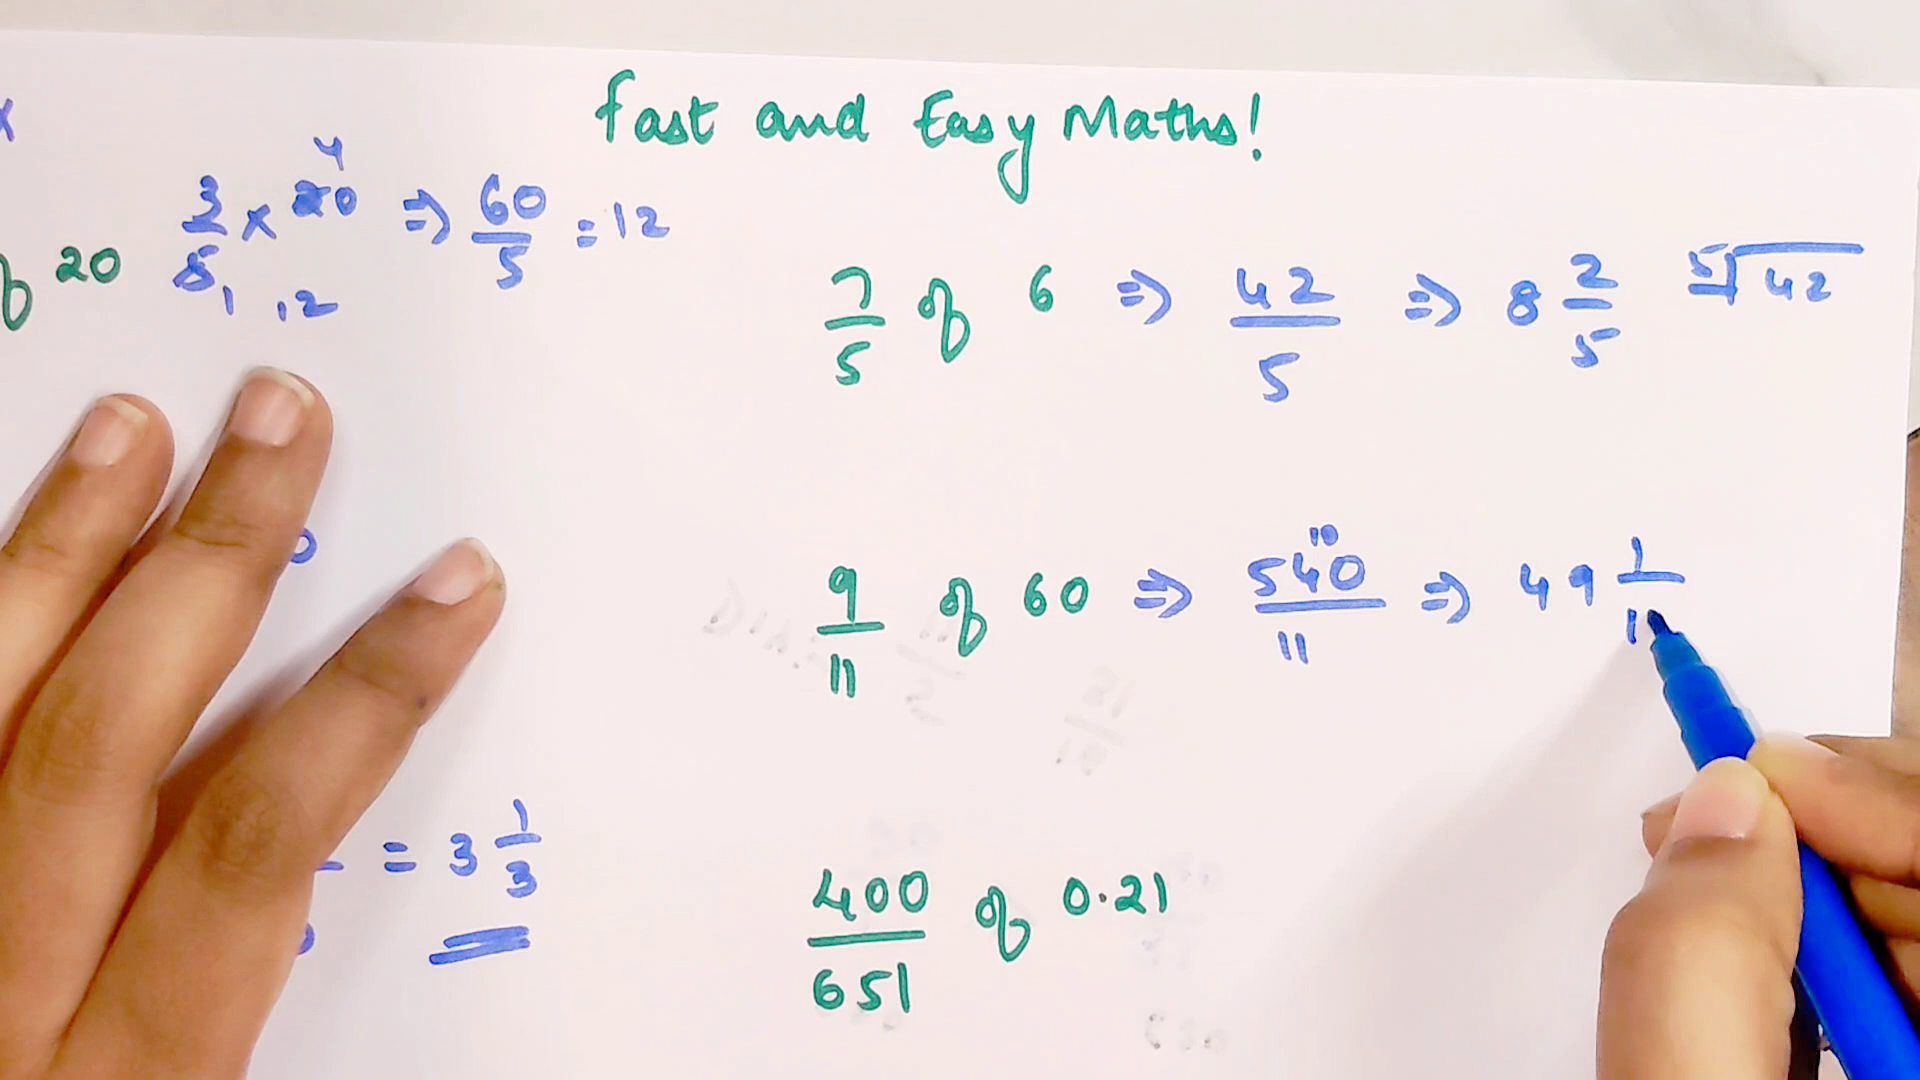 fast and Easy Maths!
x
of 20 3/5 x 20 4 1 12 => 60/5 = 12
7/5 of 6 => 42/5 => 8 2/5 5√42
0
9/11 of 60 => 540/11 10 => 49 1/11
= 3 1/3
400/651 of 0.21